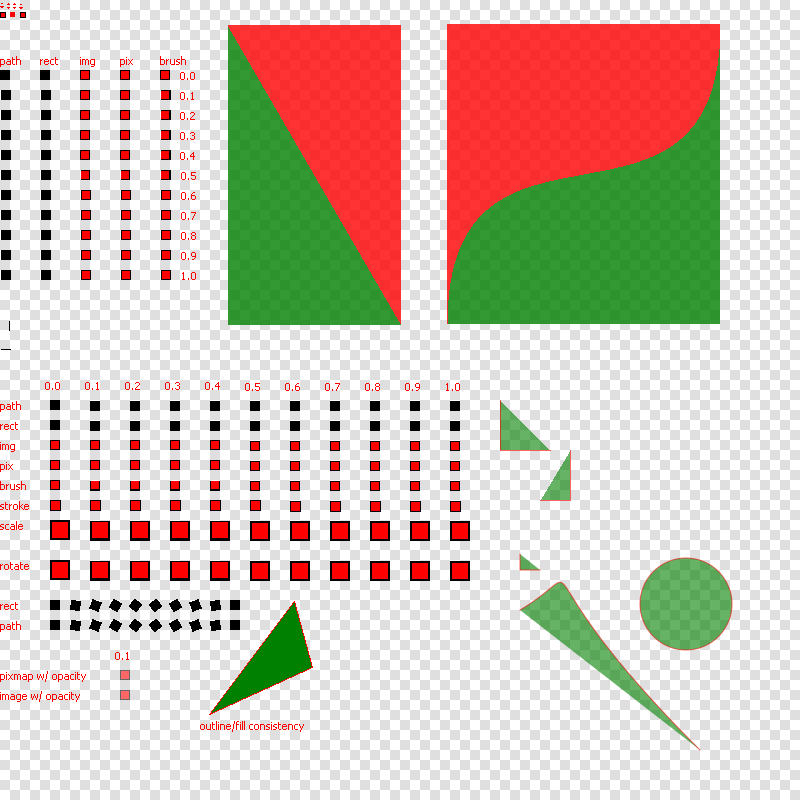 path rect img pix brush
0.0
0.1
0.2
0.3
0.4
0.5
0.6
0.7
0.8
0.9
1.0
0.0 0.1 0.2 0.3 0.4 0.5 0.6 0.7 0.8 0.9 1.0
path
rect
img
pix
brush
stroke
scale
rotate
rect
path
0.1
pixmap w/ opacity
image w/ opacity
outline/fill consistency